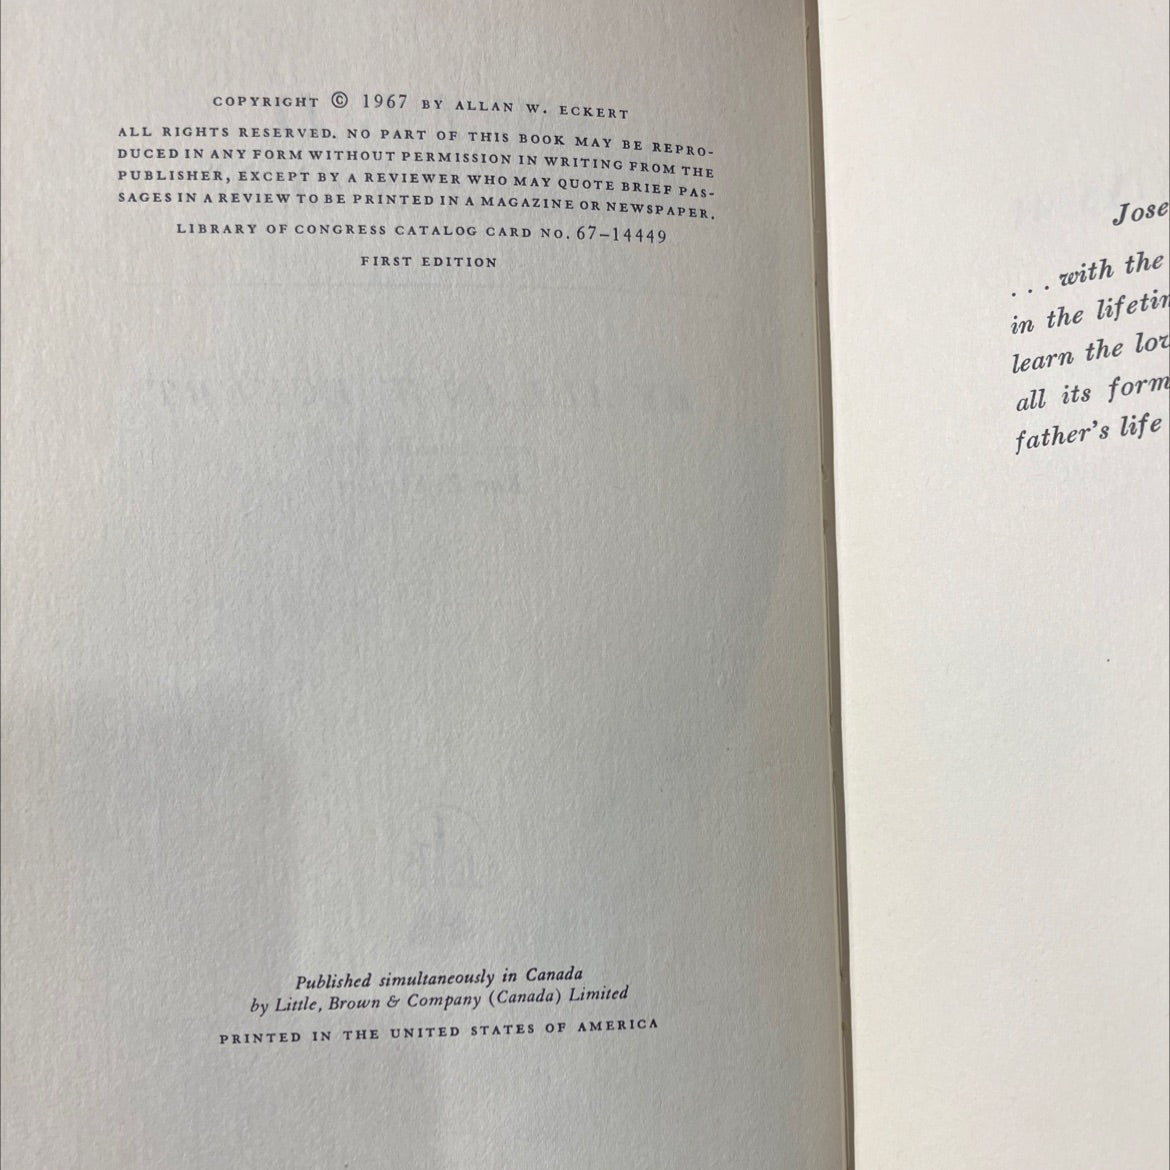 COPYRIGHT © 1967 BY ALLAN W. ECKERT
ALL RIGHTS RESERVED. NO PART OF THIS BOOK MAY BE REPRO-
DUCED IN ANY FORM WITHOUT PERMISSION IN WRITING FROM THE
PUBLISHER, EXCEPT BY A REVIEWER WHO MAY QUOTE BRIEF PAS-
SAGES IN A REVIEW TO BE PRINTED IN A MAGAZINE OR NEWSPAPER.
LIBRARY OF CONGRESS CATALOG CARD NO. 67-14449
FIRST EDITION
Published simultaneously in Canada
by Little, Brown & Company (Canada) Limited
PRINTED IN THE UNITED STATES OF AMERICA
. . . with the
in the
learn the
all its form
father's life